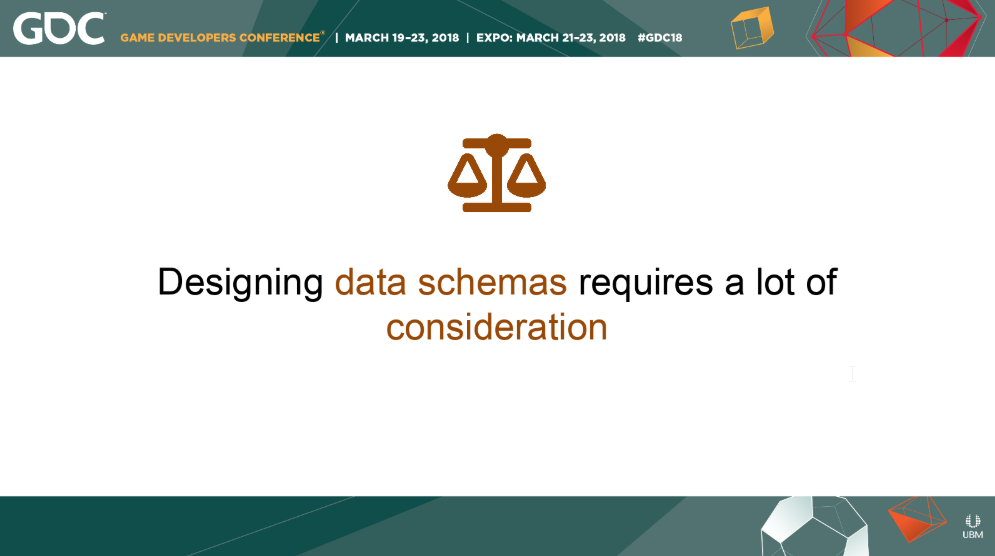 GDC
GAME DEVELOPERS CONFERENCE® | MARCH 19–23, 2018 | EXPO: MARCH 21–23, 2018 #GDC18
Designing data schemas requires a lot of
consideration
UBM